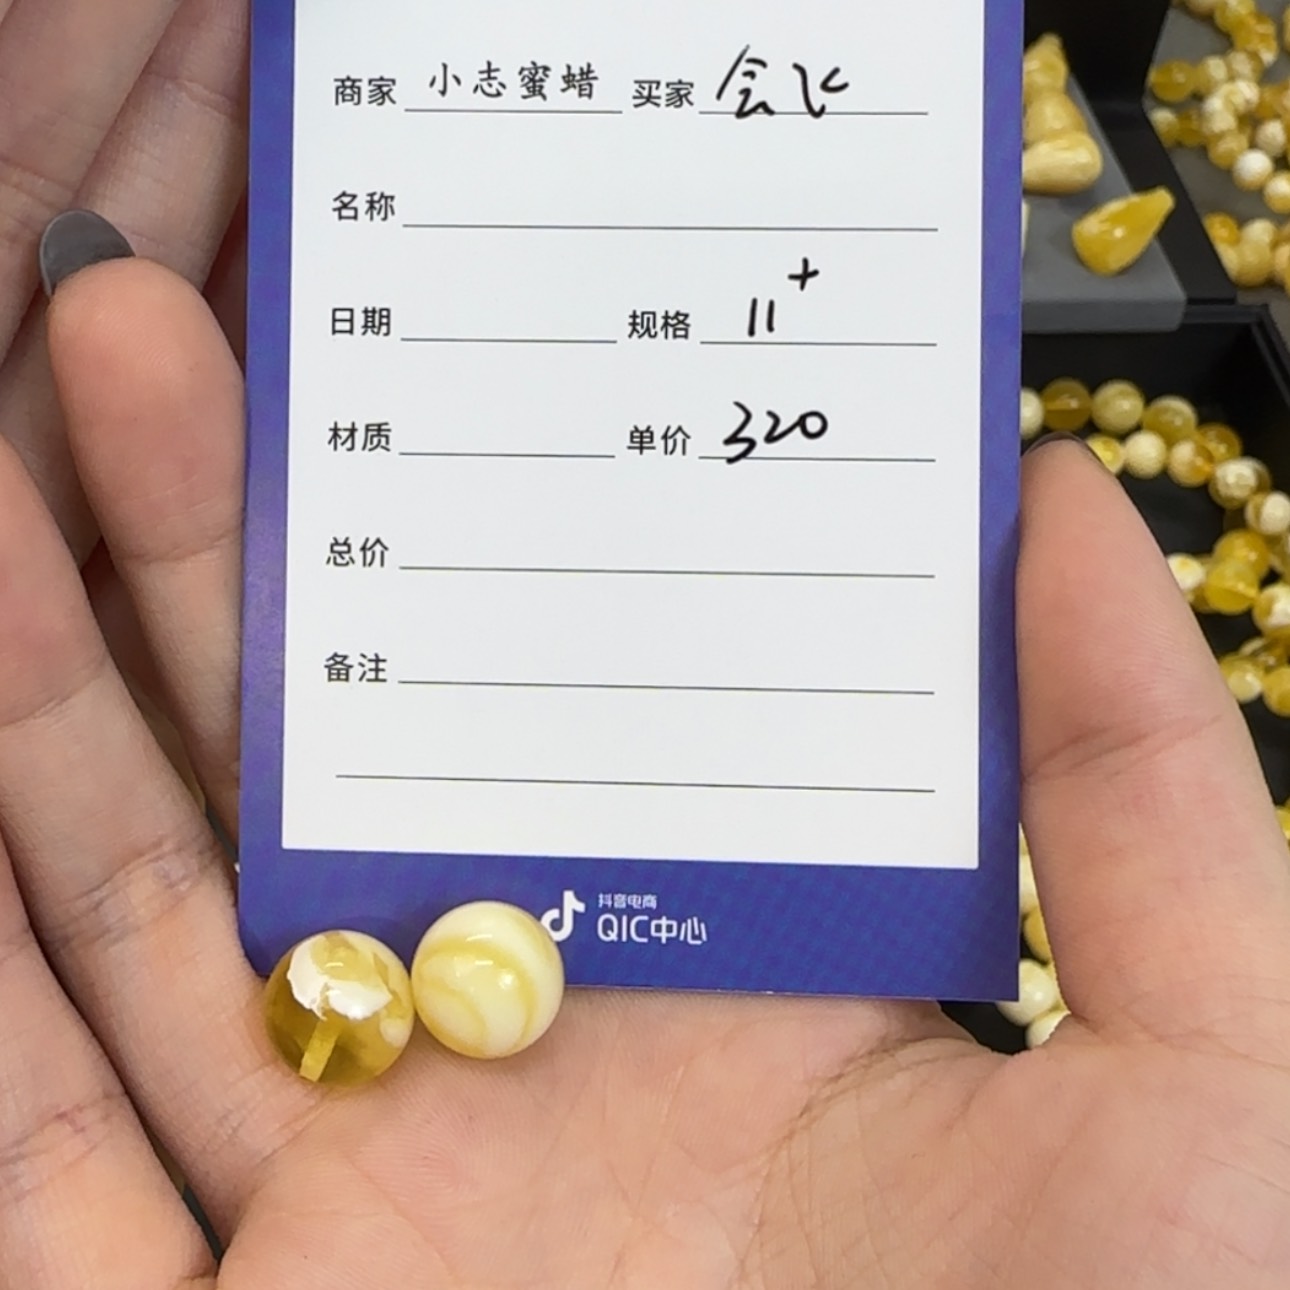 商家 小志蜜蜡 买家 会飞
名称
日期 规格 11+
材质 单价 320
总价
备注
抖音电商
QIC中心